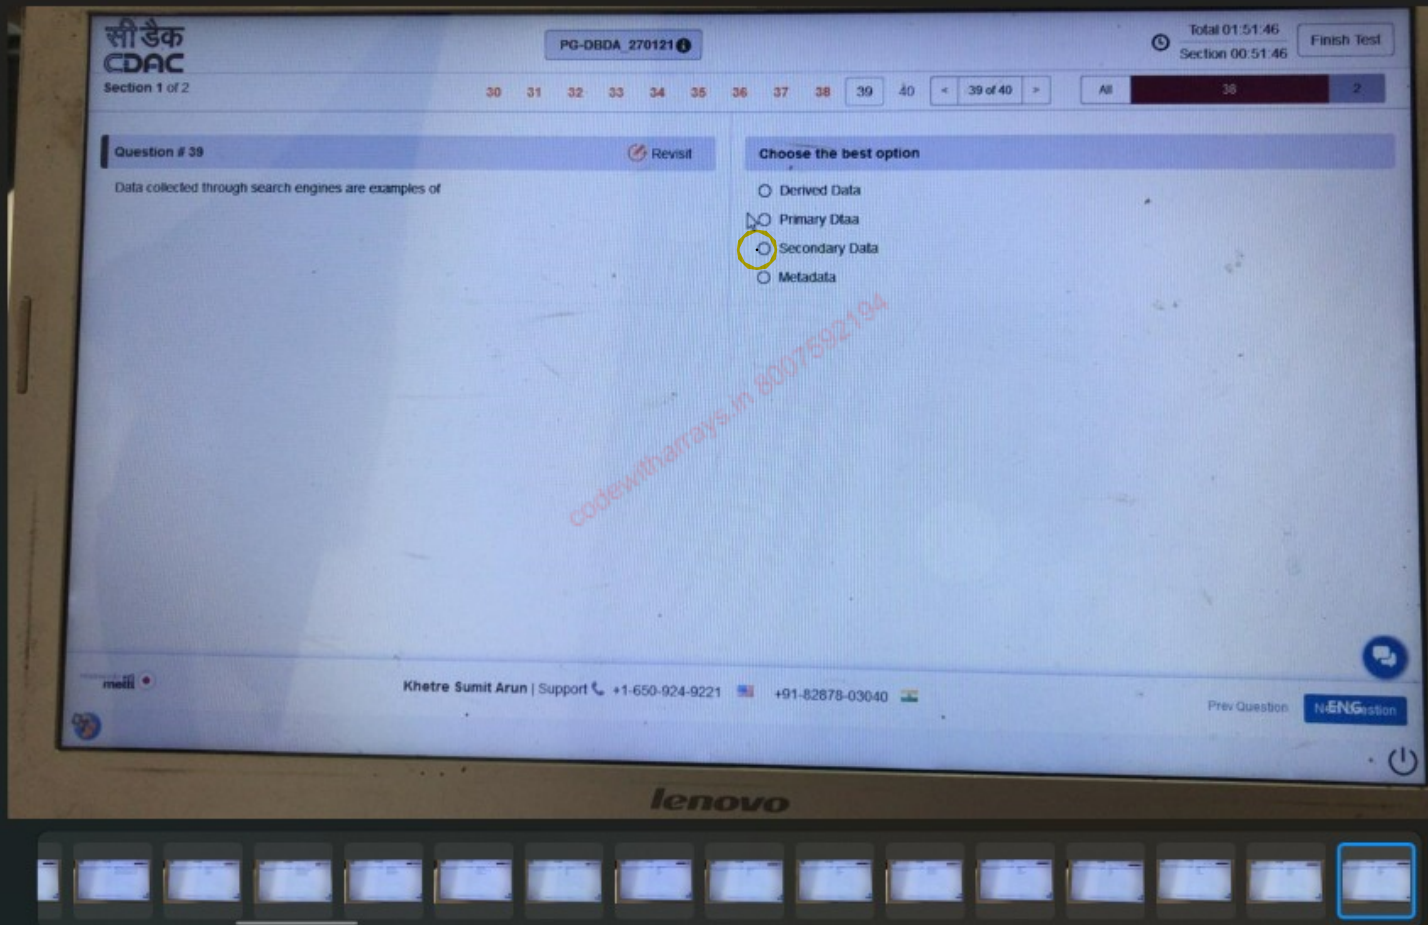 सी डैक
CDAC
PG-DBDA_270121
Total 01:51:46
Section 00:51:46
Finish Test
Section 1 of 2
30 31 32 33 34 35 36 37 38 39 40 < 39 of 40 > All 38 2
Question # 39
Revisit
Choose the best option
Data collected through search engines are examples of
Derived Data
Primary Dtaa
Secondary Data
Metadata
codewitharrays.in 8007592194
mettl
Khetre Sumit Arun | Support +1-650-924-9221 +91-82878-03040
Prev Question
ENG
lenovo